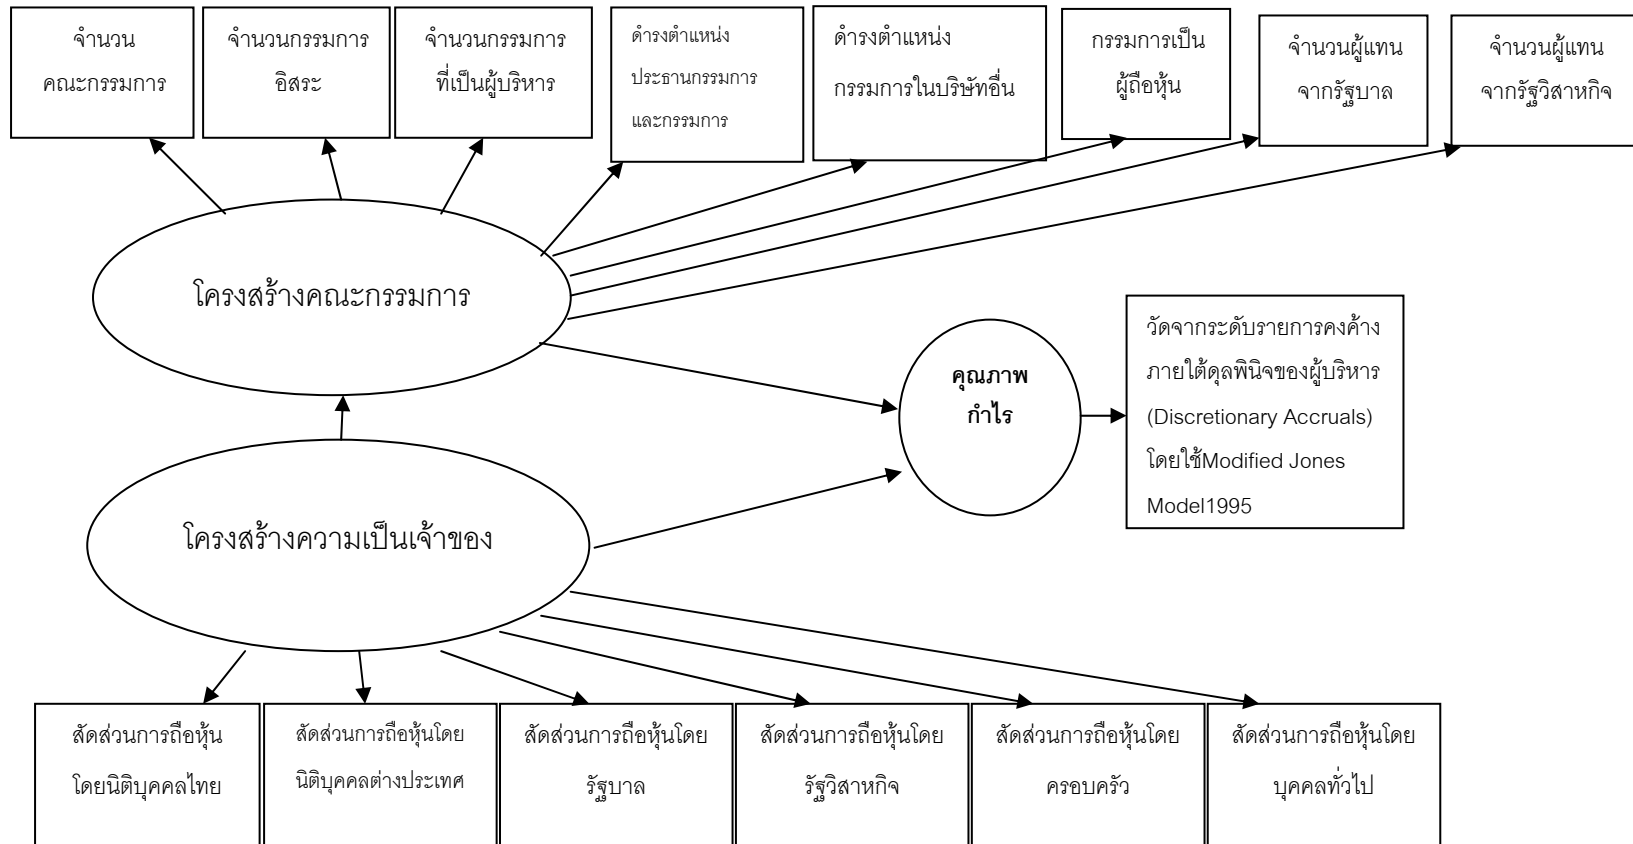 จำนวน
คณะกรรมการ
จำนวนกรรมการ
อิสระ
จำนวนกรรมการ
ที่เป็นผู้บริหาร
ดำรงตำแหน่ง
ประธานกรรมการ
และกรรมการ
ดำรงตำแหน่ง
กรรมการในบริษัทอื่น
กรรมการเป็น
ผู้ถือหุ้น
จำนวนผู้แทน
จากรัฐบาล
จำนวนผู้แทน
จากรัฐวิสาหกิจ
โครงสร้างคณะกรรมการ
คุณภาพ
กำไร
วัดจากระดับรายการคงค้าง
ภายใต้ดุลพินิจของผู้บริหาร
(Discretionary Accruals)
โดยใช้Modified Jones
Model1995
โครงสร้างความเป็นเจ้าของ
สัดส่วนการถือหุ้น
โดยนิติบุคคลไทย
สัดส่วนการถือหุ้นโดย
นิติบุคคลต่างประเทศ
สัดส่วนการถือหุ้นโดย
รัฐบาล
สัดส่วนการถือหุ้นโดย
รัฐวิสาหกิจ
สัดส่วนการถือหุ้นโดย
ครอบครัว
สัดส่วนการถือหุ้นโดย
บุคคลทั่วไป